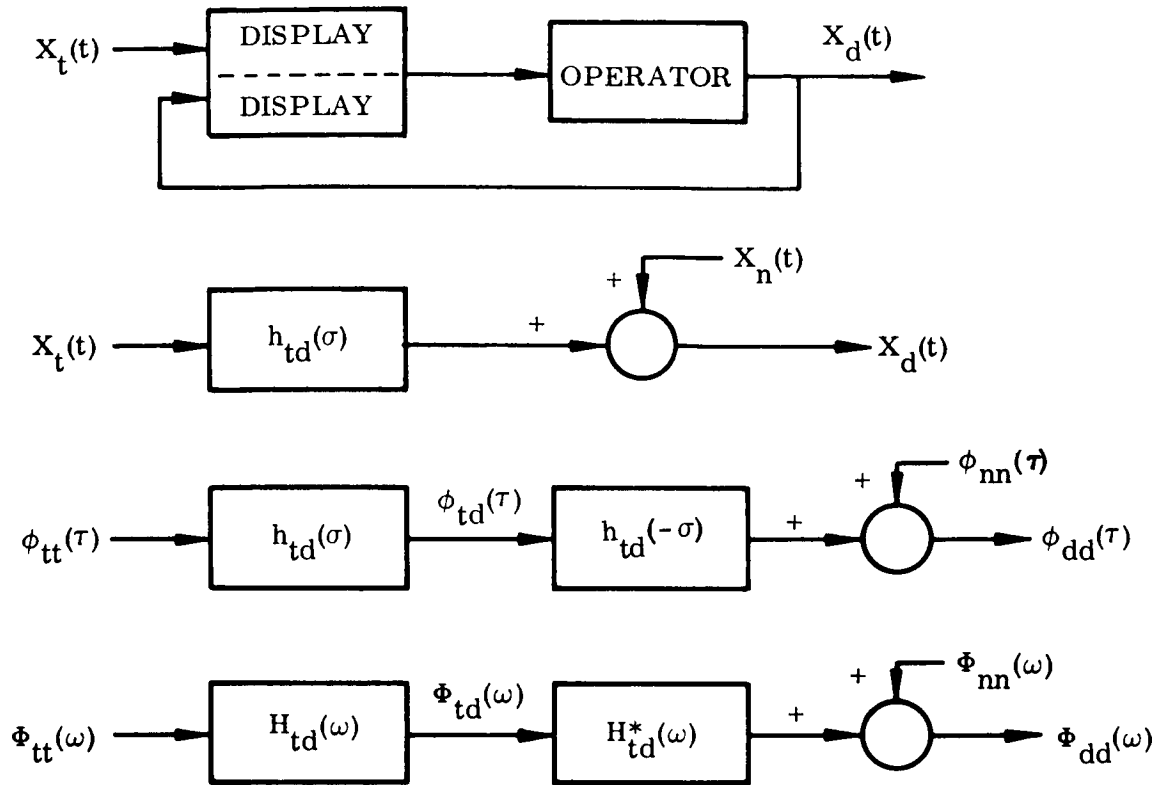 X_t(t)
DISPLAY
DISPLAY
OPERATOR
X_d(t)
X_t(t)
h_td(σ)
+
+
X_n(t)
X_d(t)
ϕ_tt(τ)
h_td(σ)
ϕ_td(τ)
h_td(-σ)
+
+
ϕ_nn(τ)
ϕ_dd(τ)
Φ_tt(ω)
H_td(ω)
Φ_td(ω)
H*_td(ω)
+
+
Φ_nn(ω)
Φ_dd(ω)